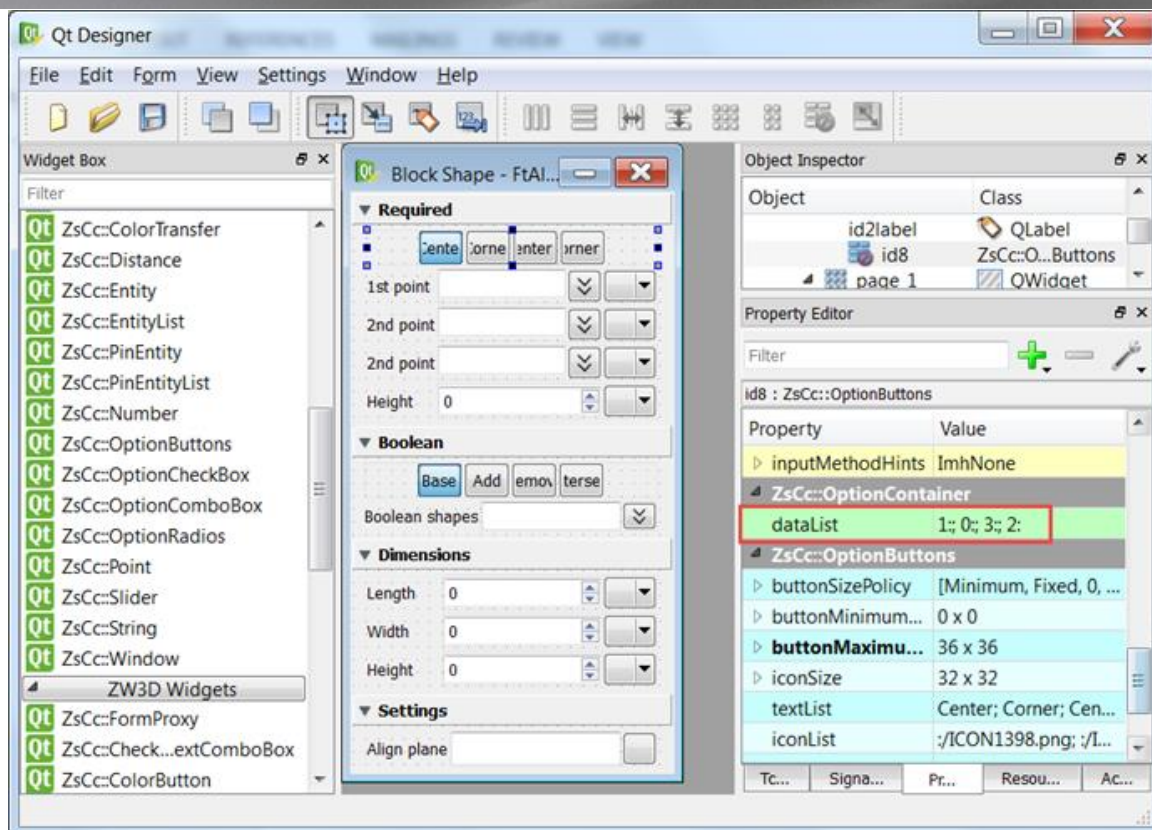 Qt Designer
File Edit Form View Settings Window Help
Widget Box
Filter
ZsCc::ColorTransfer
ZsCc::Distance
ZsCc::Entity
ZsCc::EntityList
ZsCc::PinEntity
ZsCc::PinEntityList
ZsCc::Number
ZsCc::OptionButtons
ZsCc::OptionCheckBox
ZsCc::OptionComboBox
ZsCc::OptionRadios
ZsCc::Point
ZsCc::Slider
ZsCc::String
ZsCc::Window
ZW3D Widgets
ZsCc::FormProxy
ZsCc::Check...extComboBox
ZsCc::ColorButton
Block Shape - FtAl...
Required
Cente Corne enter orner
1st point
2nd point
2nd point
Height 0
Boolean
Base Add emov terse
Boolean shapes
Dimensions
Length 0
Width 0
Height 0
Settings
Align plane
Object Inspector
Object Class
id2label QLabel
id8 ZsCc::O...Buttons
page 1 QWidget
Property Editor
Filter
id8 : ZsCc::OptionButtons
Property Value
inputMethodHints ImhNone
ZsCc::OptionContainer
dataList 1:; 0:; 3:; 2:
ZsCc::OptionButtons
buttonSizePolicy [Minimum, Fixed, 0, ...
buttonMinimum... 0 x 0
buttonMaximu... 36 x 36
iconSize 32 x 32
textList Center; Corner; Cen...
iconList :/ICON1398.png; :/I...
Tc... Signa... Pr... Resou... Ac...